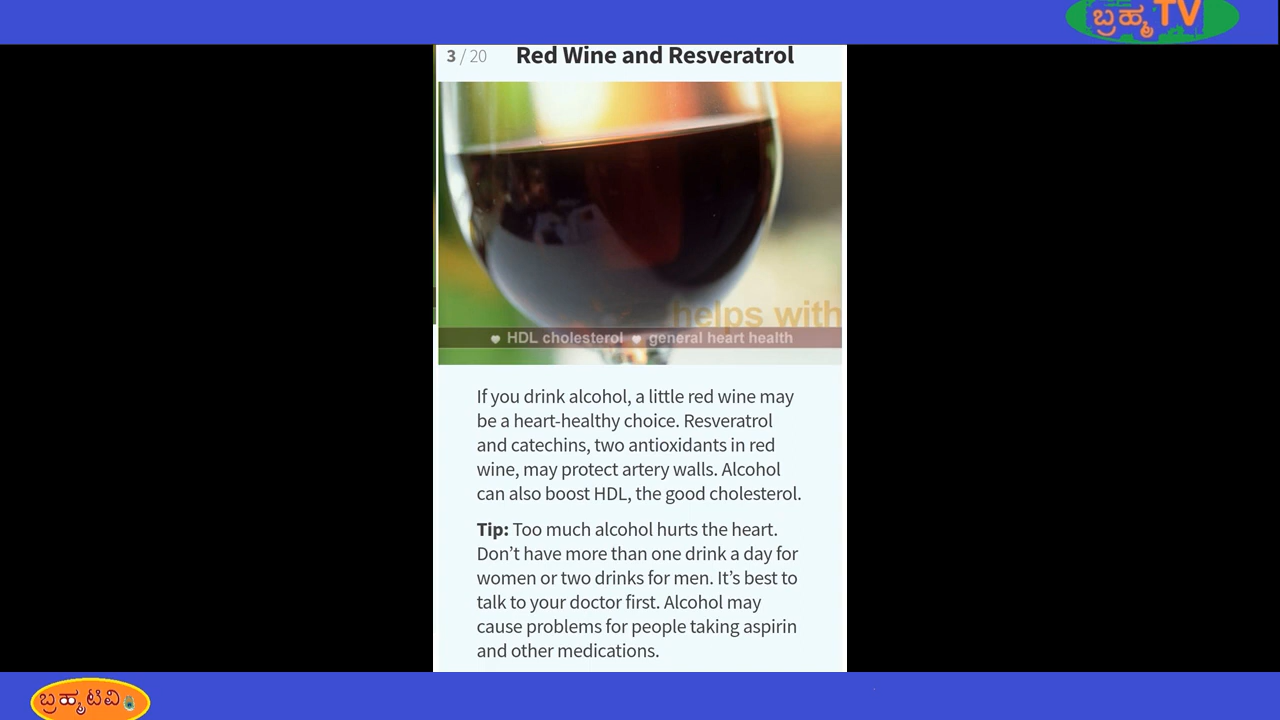 ಬ್ರಹ್ಮ TV
3 / 20 Red Wine and Resveratrol
helps with
HDL cholesterol general heart health
If you drink alcohol, a little red wine may
be a heart-healthy choice. Resveratrol
and catechins, two antioxidants in red
wine, may protect artery walls. Alcohol
can also boost HDL, the good cholesterol.
Tip: Too much alcohol hurts the heart.
Don’t have more than one drink a day for
women or two drinks for men. It’s best to
talk to your doctor first. Alcohol may
cause problems for people taking aspirin
and other medications.
ಬ್ರಹ್ಮ ಟಿವಿ